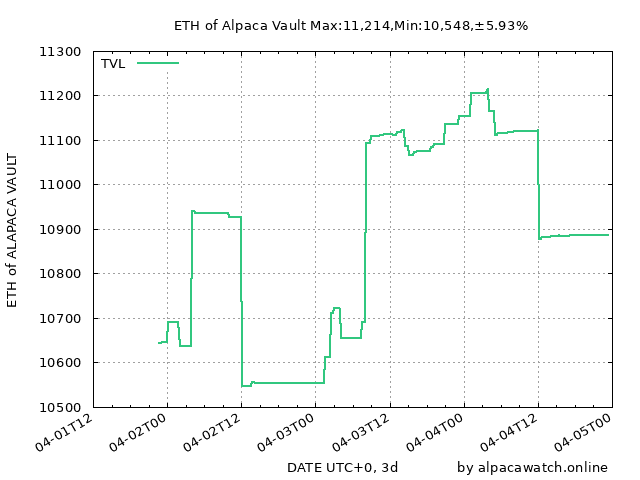 ETH of Alpaca Vault Max:11,214,Min:10,548,±5.93%
TVL
ETH of ALAPACA VAULT
11300
11200
11100
11000
10900
10800
10700
10600
10500
04-01T12
04-02T00
04-02T12
04-03T00
04-03T12
04-04T00
04-04T12
04-05T00
DATE UTC+0, 3d
by alpacawatch.online